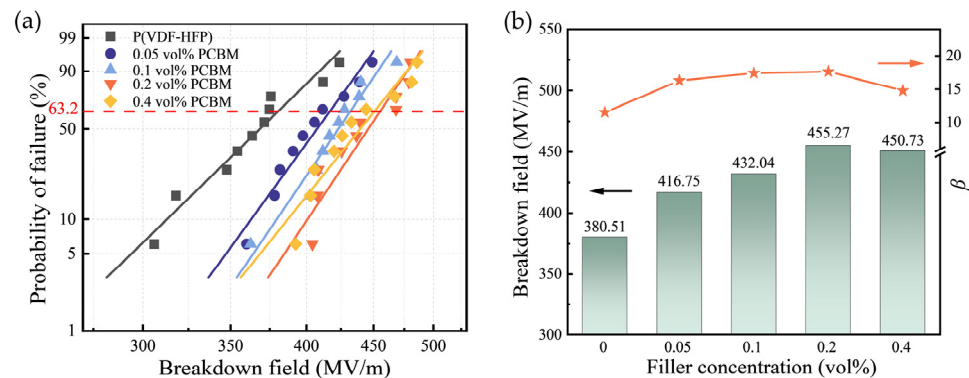 (a)
P(VDF-HFP)
0.05 vol% PCBM
0.1 vol% PCBM
0.2 vol% PCBM
0.4 vol% PCBM
99
90
63.2
50
10
5
1
Probability of failure (%)
300
350
400
450
500
Breakdown field (MV/m)
(b)
550
500
450
400
350
300
Breakdown field (MV/m)
380.51
416.75
432.04
455.27
450.73
20
15
10
β
0
0.05
0.1
0.2
0.4
Filler concentration (vol%)